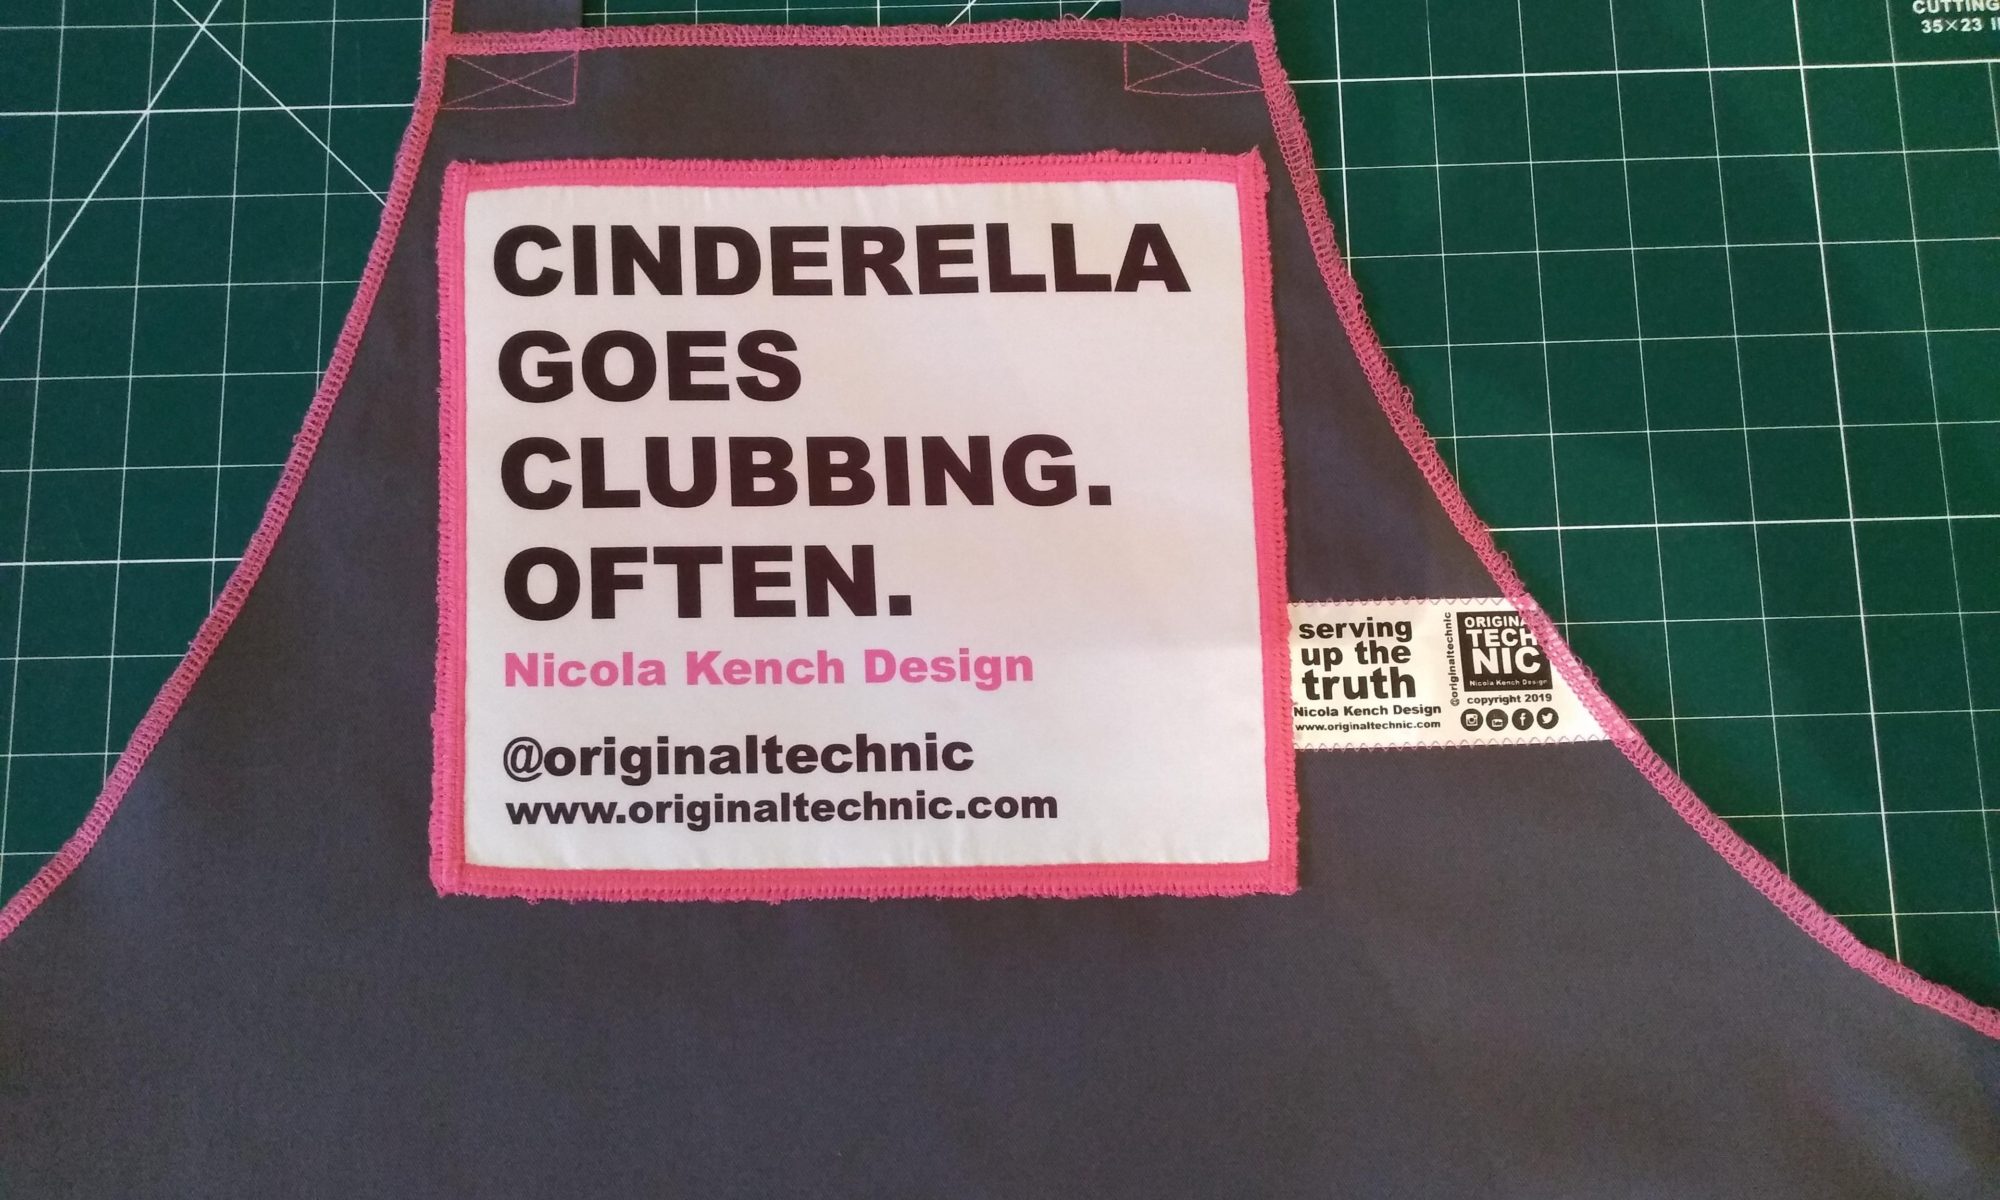 CUTTING
35×23
CINDERELLA
GOES
CLUBBING.
OFTEN.
Nicola Kench Design
@originaltechnic
www.originaltechnic.com
serving
up the
truth
Nicola Kench Design
www.originaltechnic.com
@originaltechnic
ORIGINA
TECH
NIC
Nicola Kench Design
copyright 2019